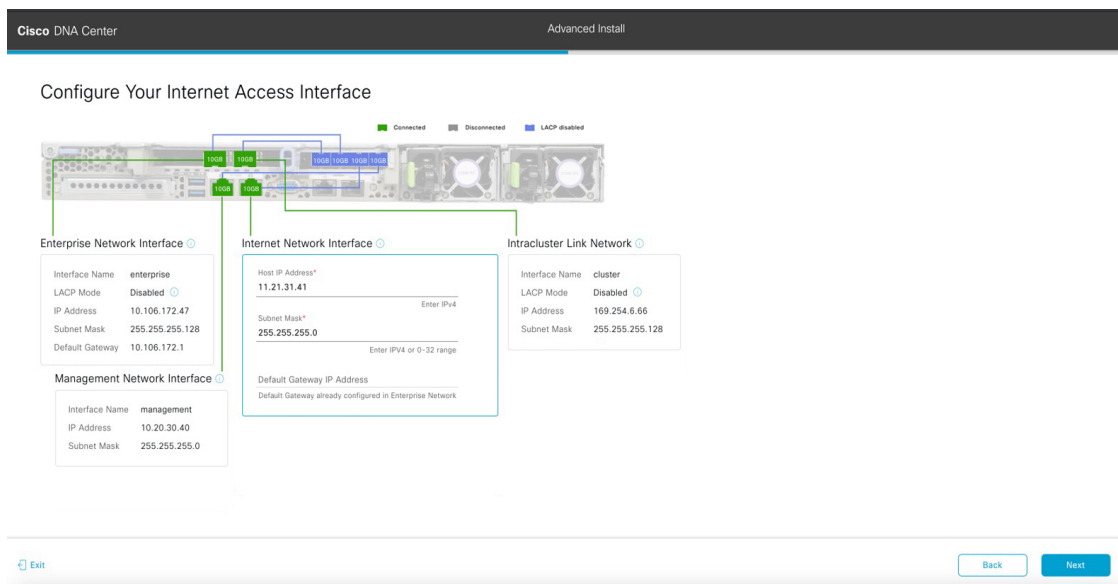 Cisco DNA Center
Advanced Install
Configure Your Internet Access Interface
Connected
Disconnected
LACP disabled
10GB 10GB 10GB 10GB 10GB 10GB
10GB 10GB
Enterprise Network Interface
Interface Name enterprise
LACP Mode Disabled
IP Address 10.106.172.47
Subnet Mask 255.255.255.128
Default Gateway 10.106.172.1
Management Network Interface
Interface Name management
IP Address 10.20.30.40
Subnet Mask 255.255.255.0
Internet Network Interface
Host IP Address*
11.21.31.41
Enter IPv4
Subnet Mask*
255.255.255.0
Enter IPV4 or 0-32 range
Default Gateway IP Address
Default Gateway already configured in Enterprise Network
Intracluster Link Network
Interface Name cluster
LACP Mode Disabled
IP Address 169.254.6.66
Subnet Mask 255.255.255.128
Exit
Back
Next